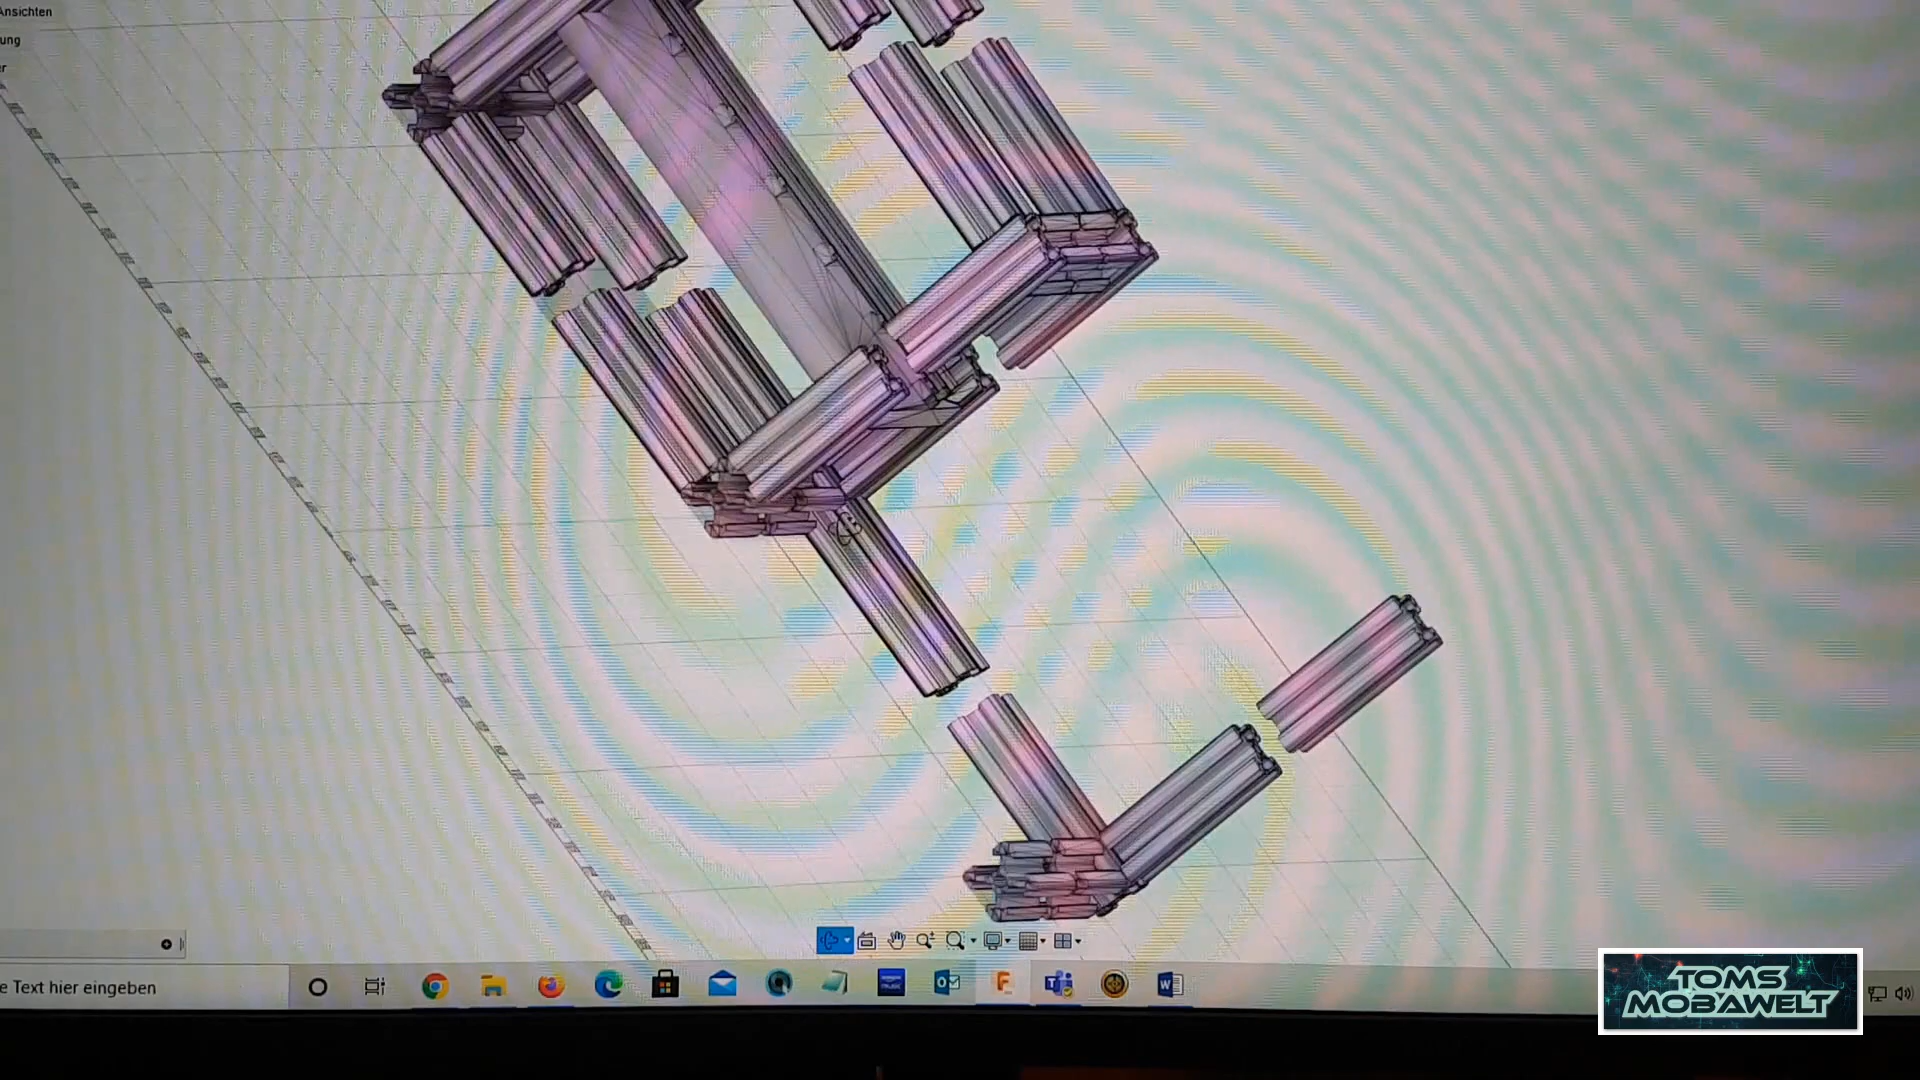 Ansichten
ung
r
e Text hier eingeben
TOMS
MOBAWELT